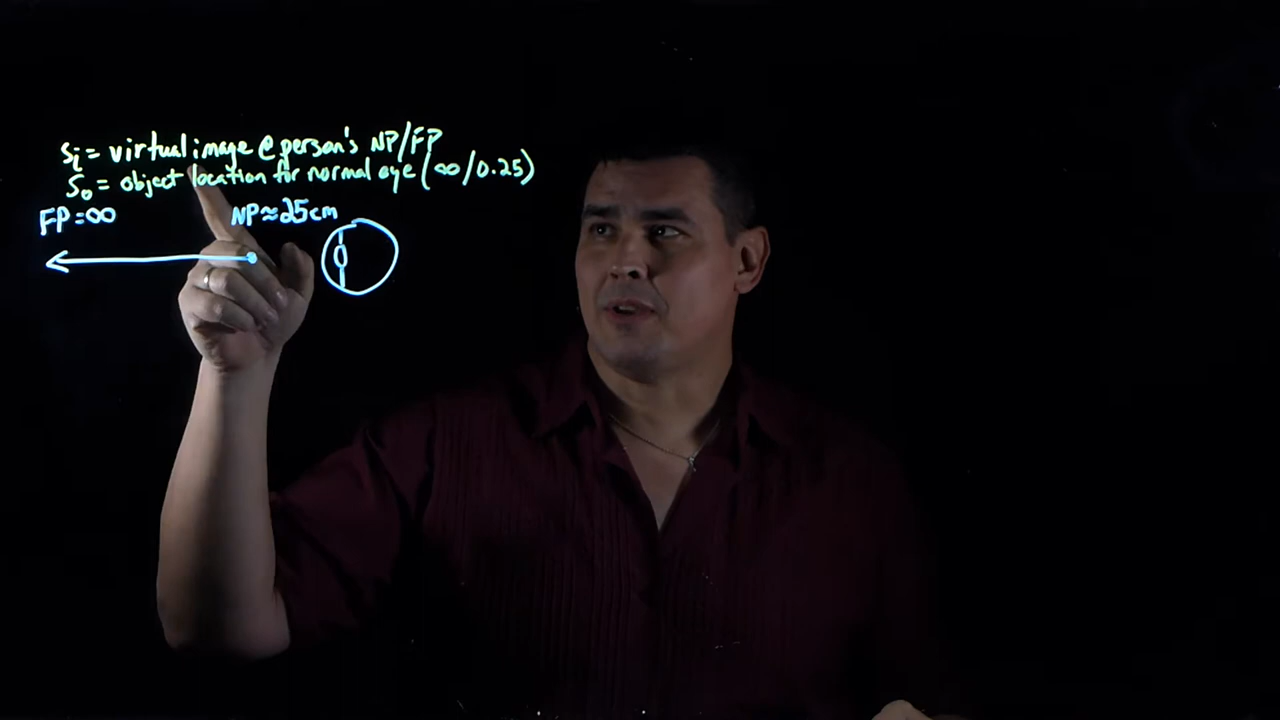 Si = virtual image @ person's NP/FP
So = object location for normal eye (∞/0.25)
FP=∞ NP≈25cm